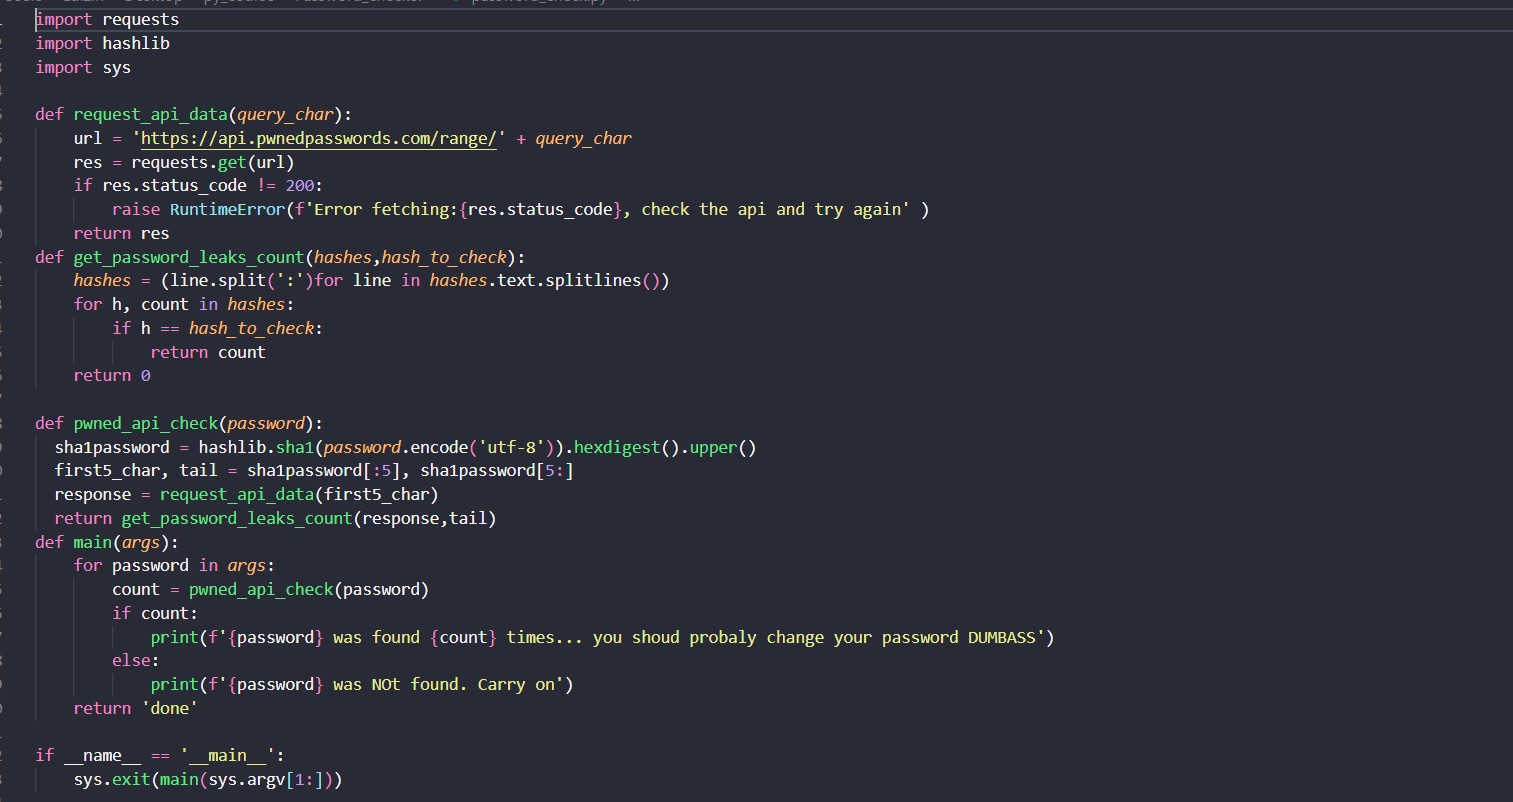 import requests
import hashlib
import sys
def request_api_data(query_char):
    url = 'https://api.pwnedpasswords.com/range/' + query_char
    res = requests.get(url)
    if res.status_code != 200:
        raise RuntimeError(f'Error fetching:{res.status_code}, check the api and try again' )
    return res
def get_password_leaks_count(hashes,hash_to_check):
    hashes = (line.split(':')for line in hashes.text.splitlines())
    for h, count in hashes:
        if h == hash_to_check:
            return count
    return 0
def pwned_api_check(password):
  sha1password = hashlib.sha1(password.encode('utf-8')).hexdigest().upper()
  first5_char, tail = sha1password[:5], sha1password[5:]
  response = request_api_data(first5_char)
  return get_password_leaks_count(response,tail)
def main(args):
    for password in args:
        count = pwned_api_check(password)
        if count:
            print(f'{password} was found {count} times... you shoud probaly change your password DUMBASS')
        else:
            print(f'{password} was NOt found. Carry on')
    return 'done'
if __name__ == '__main__':
    sys.exit(main(sys.argv[1:]))